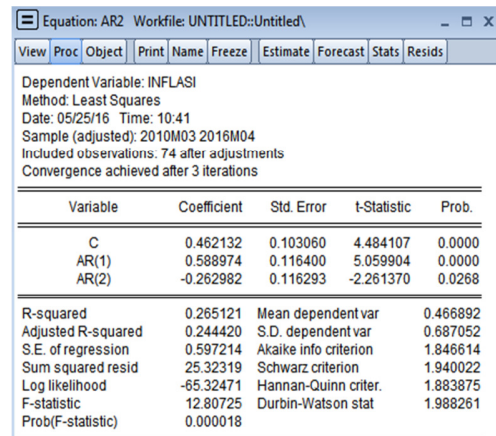 Equation: AR2 Workfile: UNTITLED::Untitled\
View Proc Object Print Name Freeze Estimate Forecast Stats Resids
Dependent Variable: INFLASI
Method: Least Squares
Date: 05/25/16 Time: 10:41
Sample (adjusted): 2010M03 2016M04
Included observations: 74 after adjustments
Convergence achieved after 3 iterations
Variable Coefficient Std. Error t-Statistic Prob.
C 0.462132 0.103060 4.484107 0.0000
AR(1) 0.588974 0.116400 5.059904 0.0000
AR(2) -0.262982 0.116293 -2.261370 0.0268
R-squared 0.265121 Mean dependent var 0.466892
Adjusted R-squared 0.244420 S.D. dependent var 0.687052
S.E. of regression 0.597214 Akaike info criterion 1.846614
Sum squared resid 25.32319 Schwarz criterion 1.940022
Log likelihood -65.32471 Hannan-Quinn criter. 1.883875
F-statistic 12.80725 Durbin-Watson stat 1.988261
Prob(F-statistic) 0.000018